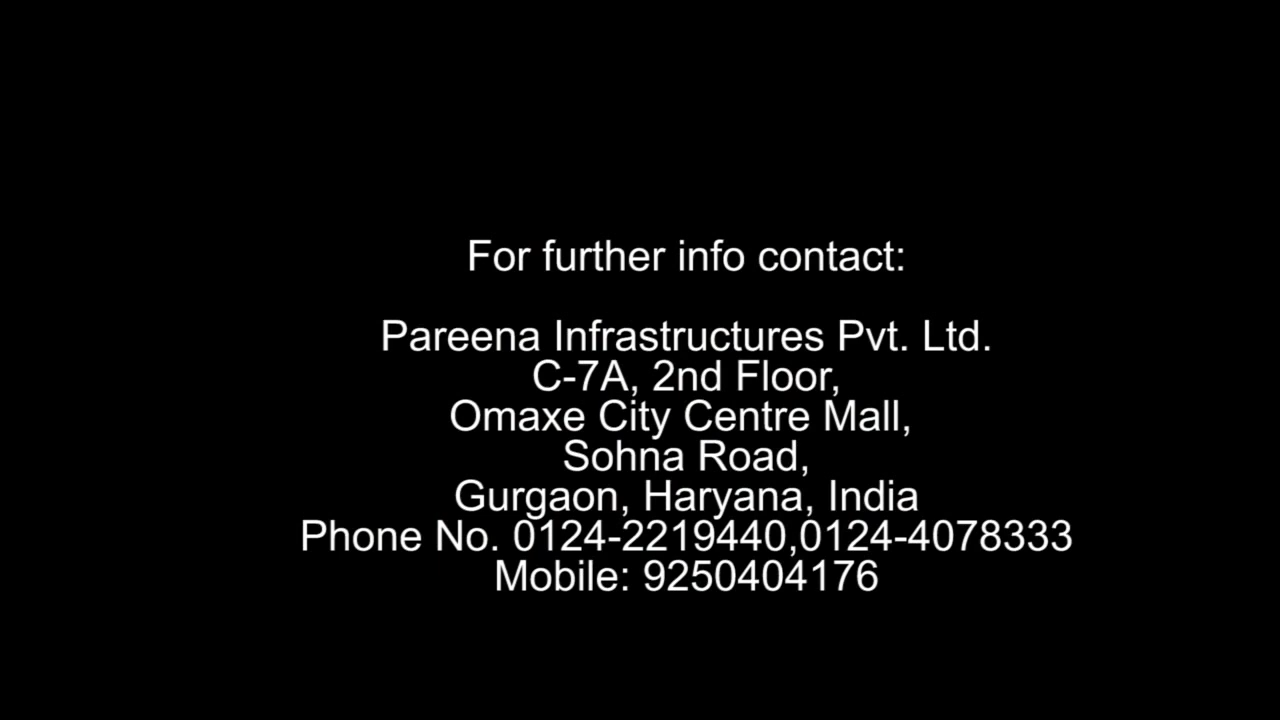 For further info contact:
Pareena Infrastructures Pvt. Ltd.
C-7A, 2nd Floor,
Omaxe City Centre Mall,
Sohna Road,
Gurgaon, Haryana, India
Phone No. 0124-2219440,0124-4078333
Mobile: 9250404176